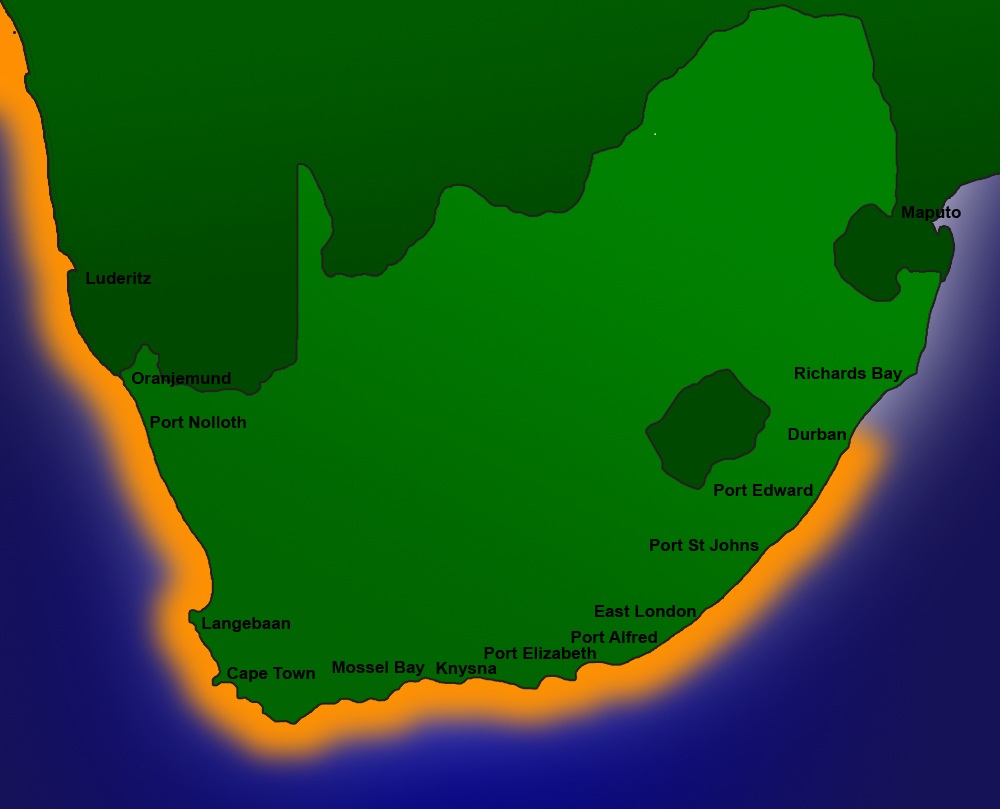 Maputo
Luderitz
Richards Bay
Oranjemund
Port Nolloth
Durban
Port Edward
Port St Johns
East London
Langebaan
Port Alfred
Port Elizabeth
Mossel Bay
Knysna
Cape Town